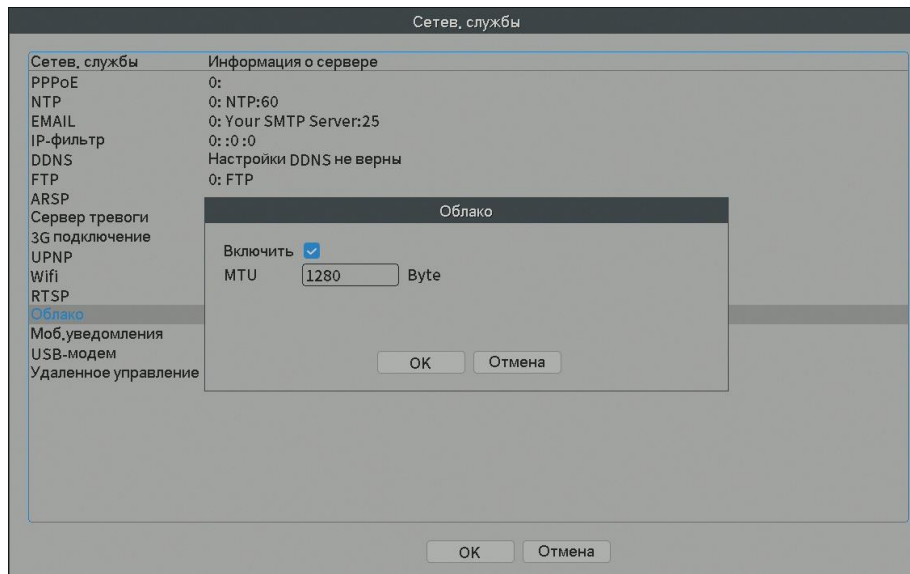 Сетев. службы
Сетев. службы Информация о сервере
PPPoE 0:
NTP 0: NTP:60
EMAIL 0: Your SMTP Server:25
IP-фильтр 0: :0 :0
DDNS Настройки DDNS не верны
FTP 0: FTP
ARSP
Сервер тревоги
3G подключение
UPNP
Wifi
RTSP
Облако
Моб.уведомления
USB-модем
Удаленное управление
Облако
Включить
MTU 1280 Byte
OK Отмена
OK Отмена